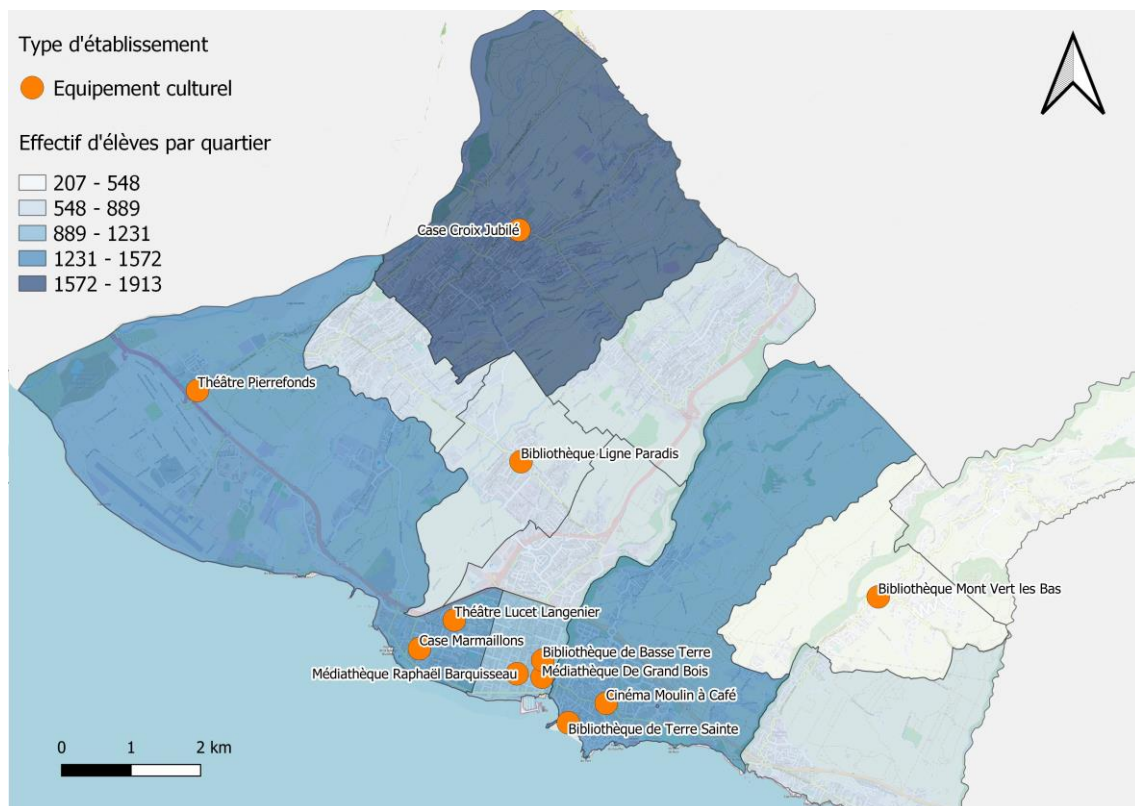 Type d'établissement
Equipement culturel
Effectif d'élèves par quartier
207 - 548
548 - 889
889 - 1231
1231 - 1572
1572 - 1913
Case Croix Jubilé
Théâtre Pierrefonds
Bibliothèque Ligne Paradis
Bibliothèque Mont Vert les Bas
Théâtre Lucet Langenier
Case Marmaillons
Bibliothèque de Basse Terre
Médiathèque Raphaël Barquisseau
Médiathèque De Grand Bois
Cinéma Moulin à Café
Bibliothèque de Terre Sainte
0 1 2 km